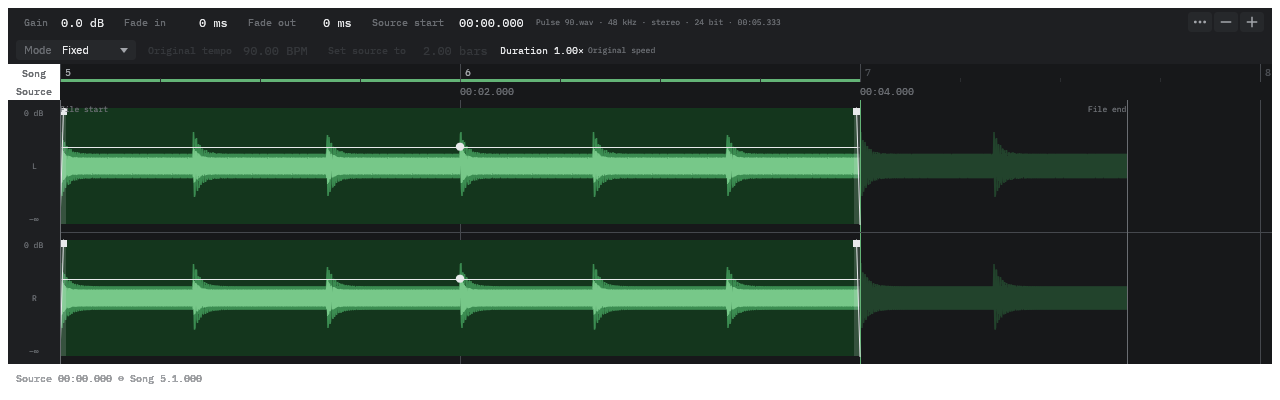 Gain 0.0 dB Fade in 0 ms Fade out 0 ms Source start 00:00.000 Pulse 90.wav · 48 kHz · stereo · 24 bit · 00:05.333
Mode Fixed Original tempo 90.00 BPM Set source to 2.00 bars Duration 1.00× Original speed
Song 5 6 7 8
Source 00:02.000 00:04.000
0 dB File start File end
L
-∞
0 dB
R
-∞
Source 00:00.000 Song 5.1.000